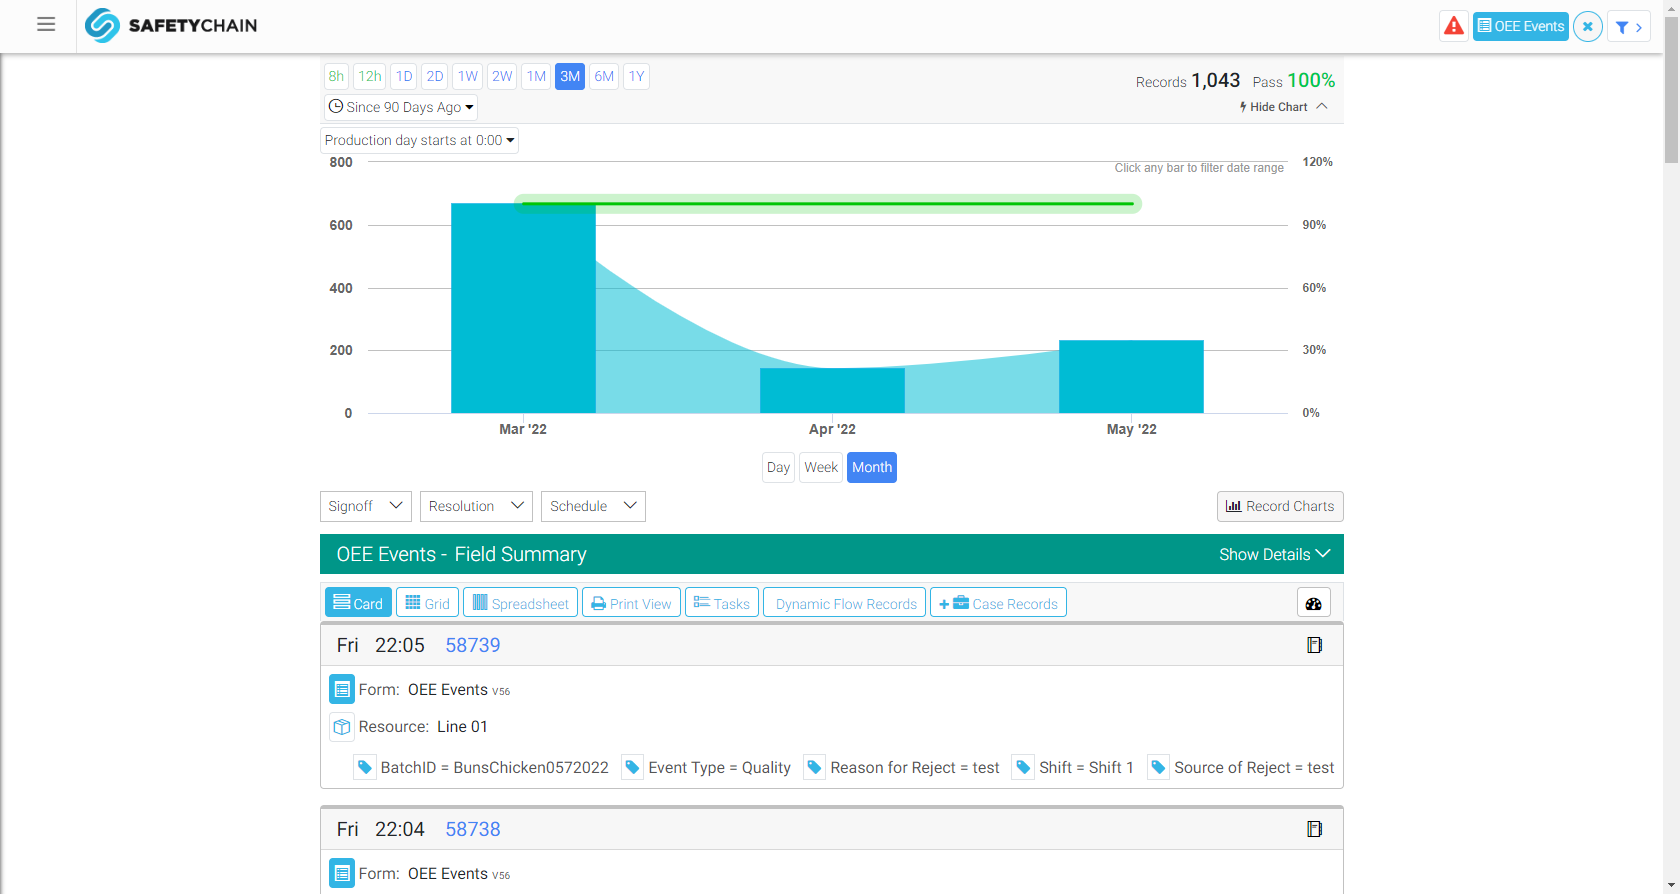 SAFETYCHAIN
OEE Events
8h 12h 1D 2D 1W 2W 1M 3M 6M 1Y
Records 1,043 Pass 100%
Since 90 Days Ago
Hide Chart
Production day starts at 0:00
Click any bar to filter date range
800 120%
600 90%
400 60%
200 30%
0 0%
Mar '22 Apr '22 May '22
Day Week Month
Signoff Resolution Schedule Record Charts
OEE Events - Field Summary Show Details
Card Grid Spreadsheet Print View Tasks Dynamic Flow Records + Case Records
Fri 22:05 58739
Form: OEE Events V56
Resource: Line 01
BatchID = BunsChicken0572022 Event Type = Quality Reason for Reject = test Shift = Shift 1 Source of Reject = test
Fri 22:04 58738
Form: OEE Events V56